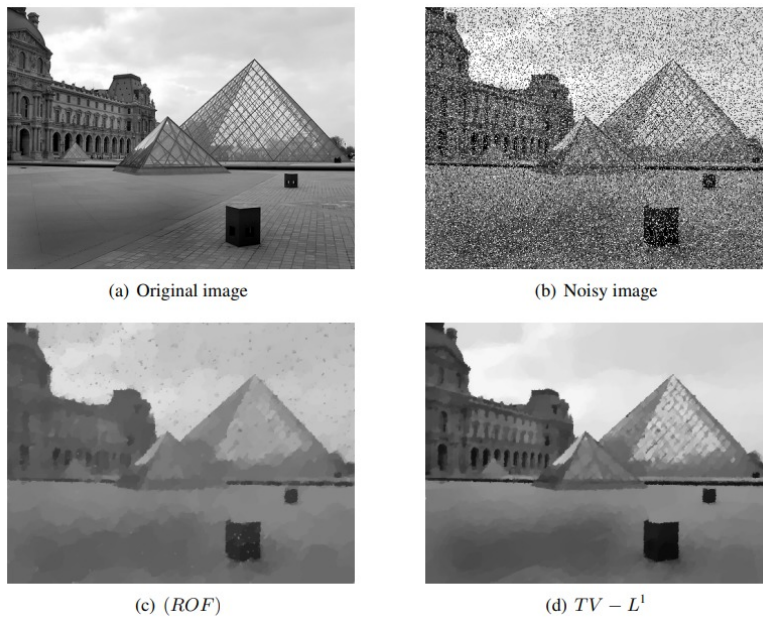 (a) Original image
(b) Noisy image
(c) (ROF)
(d) TV − L¹